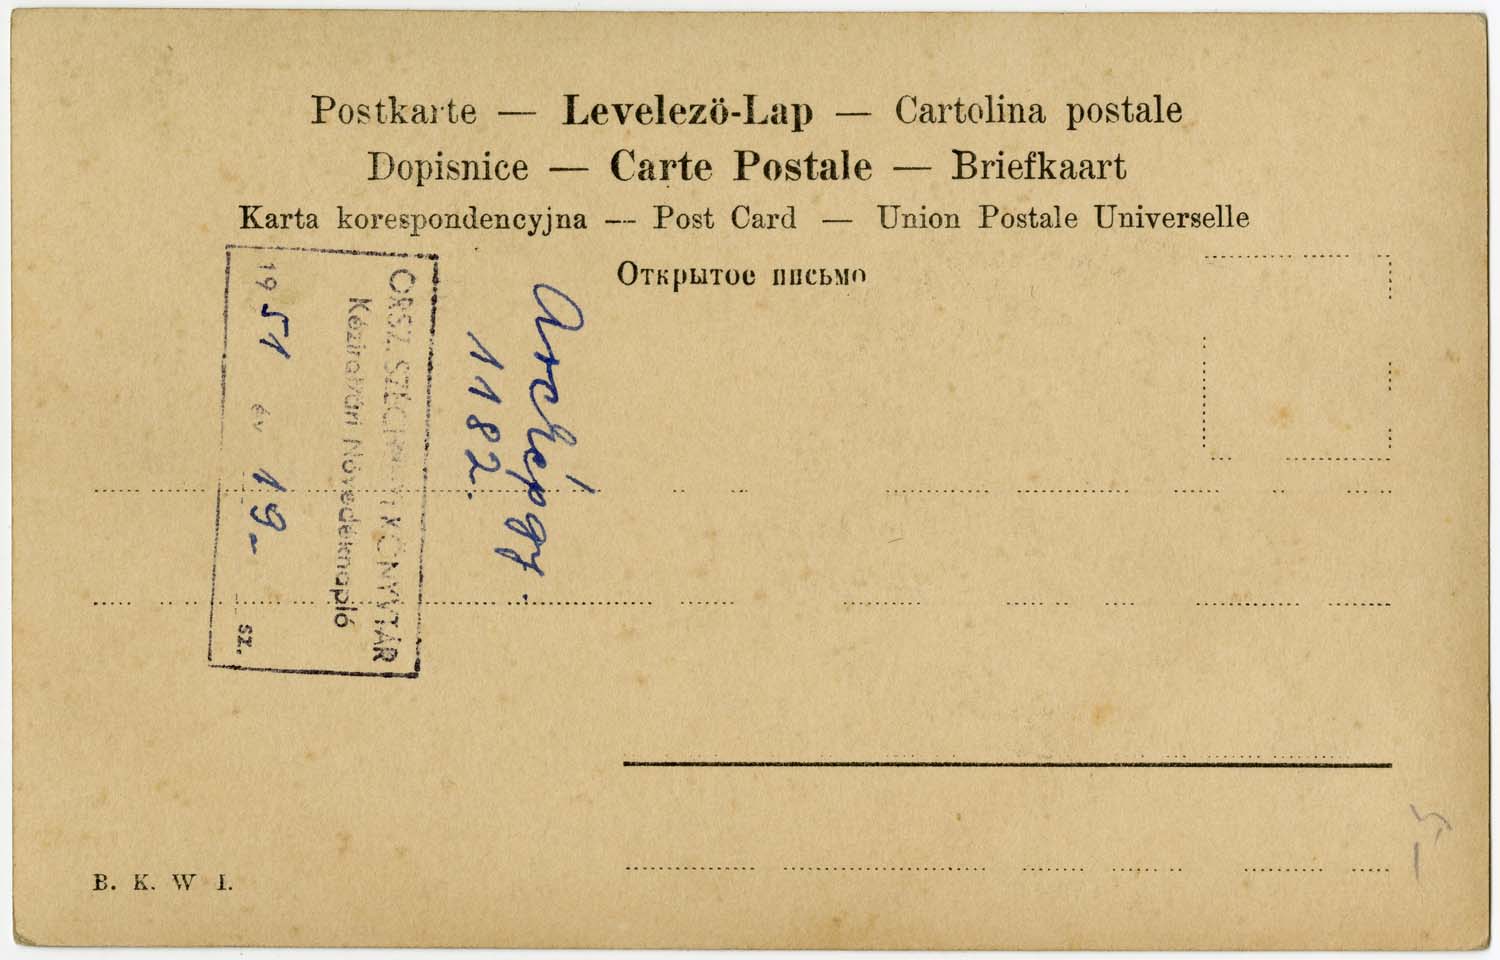 Postkarte — Levelezö-Lap — Cartolina postale
Dopisnice — Carte Postale — Briefkaart
Karta korespondencyjna — Post Card — Union Postale Universelle
Открытое письмо
Arcképgy.
1182.
ORSZ. SZÉCHÉNYI KÖNYVTÁR
Kézirattári Növedéknapló
1951 év 19 sz.
B. K. W I.